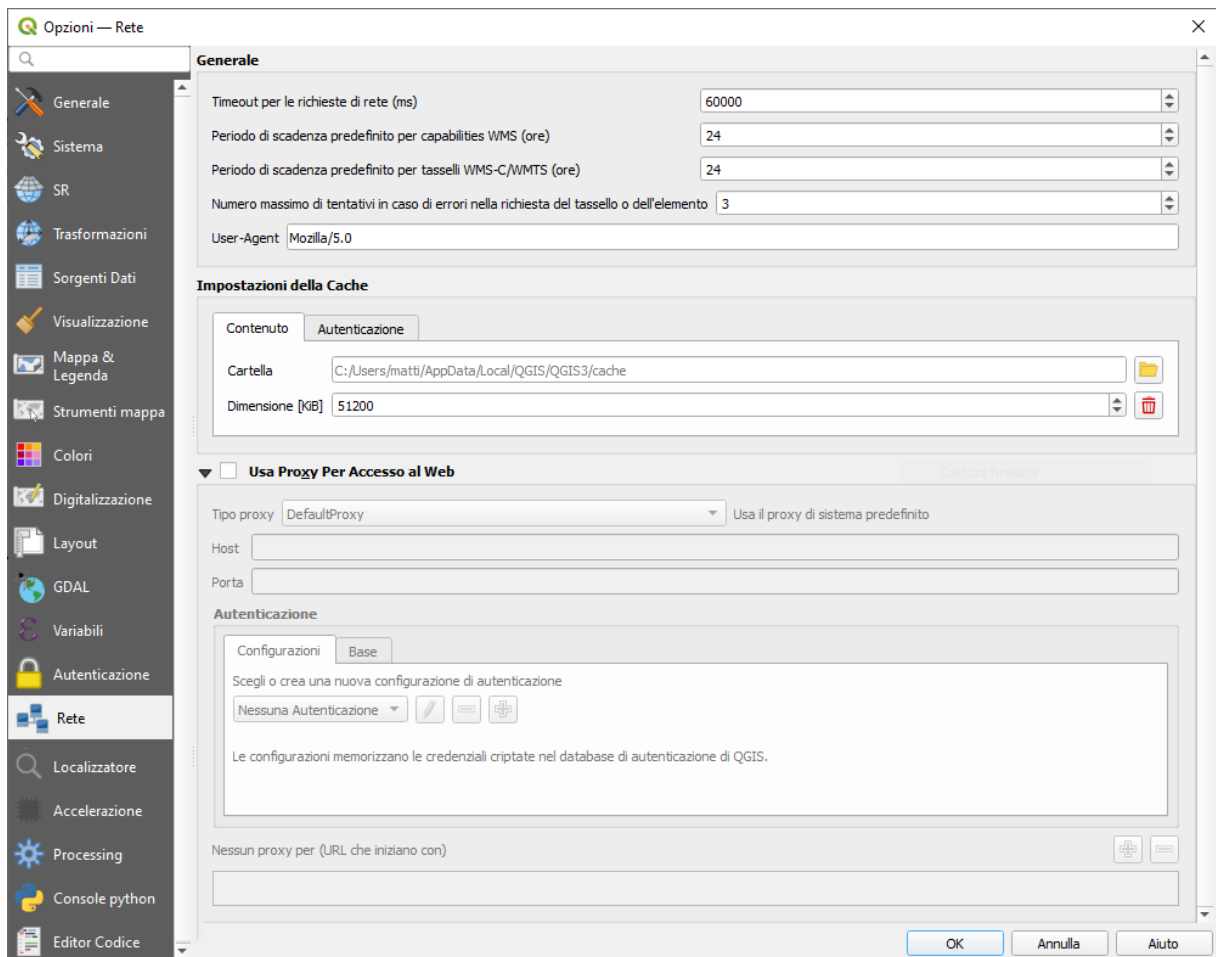 Opzioni — Rete
Generale
Sistema
SR
Trasformazioni
Sorgenti Dati
Visualizzazione
Mappa &
Legenda
Strumenti mappa
Colori
Digitalizzazione
Layout
GDAL
Variabili
Autenticazione
Rete
Localizzatore
Accelerazione
Processing
Console python
Editor Codice
Generale
Timeout per le richieste di rete (ms) 60000
Periodo di scadenza predefinito per capabilities WMS (ore) 24
Periodo di scadenza predefinito per tasselli WMS-C/WMTS (ore) 24
Numero massimo di tentativi in caso di errori nella richiesta del tassello o dell'elemento 3
User-Agent Mozilla/5.0
Impostazioni della Cache
Contenuto Autenticazione
Cartella C:/Users/matti/AppData/Local/QGIS/QGIS3/cache
Dimensione [KiB] 51200
Usa Proxy Per Accesso al Web
Cattura finestra
Tipo proxy DefaultProxy Usa il proxy di sistema predefinito
Host
Porta
Autenticazione
Configurazioni Base
Scegli o crea una nuova configurazione di autenticazione
Nessuna Autenticazione
Le configurazioni memorizzano le credenziali criptate nel database di autenticazione di QGIS.
Nessun proxy per (URL che iniziano con)
OK Annulla Aiuto